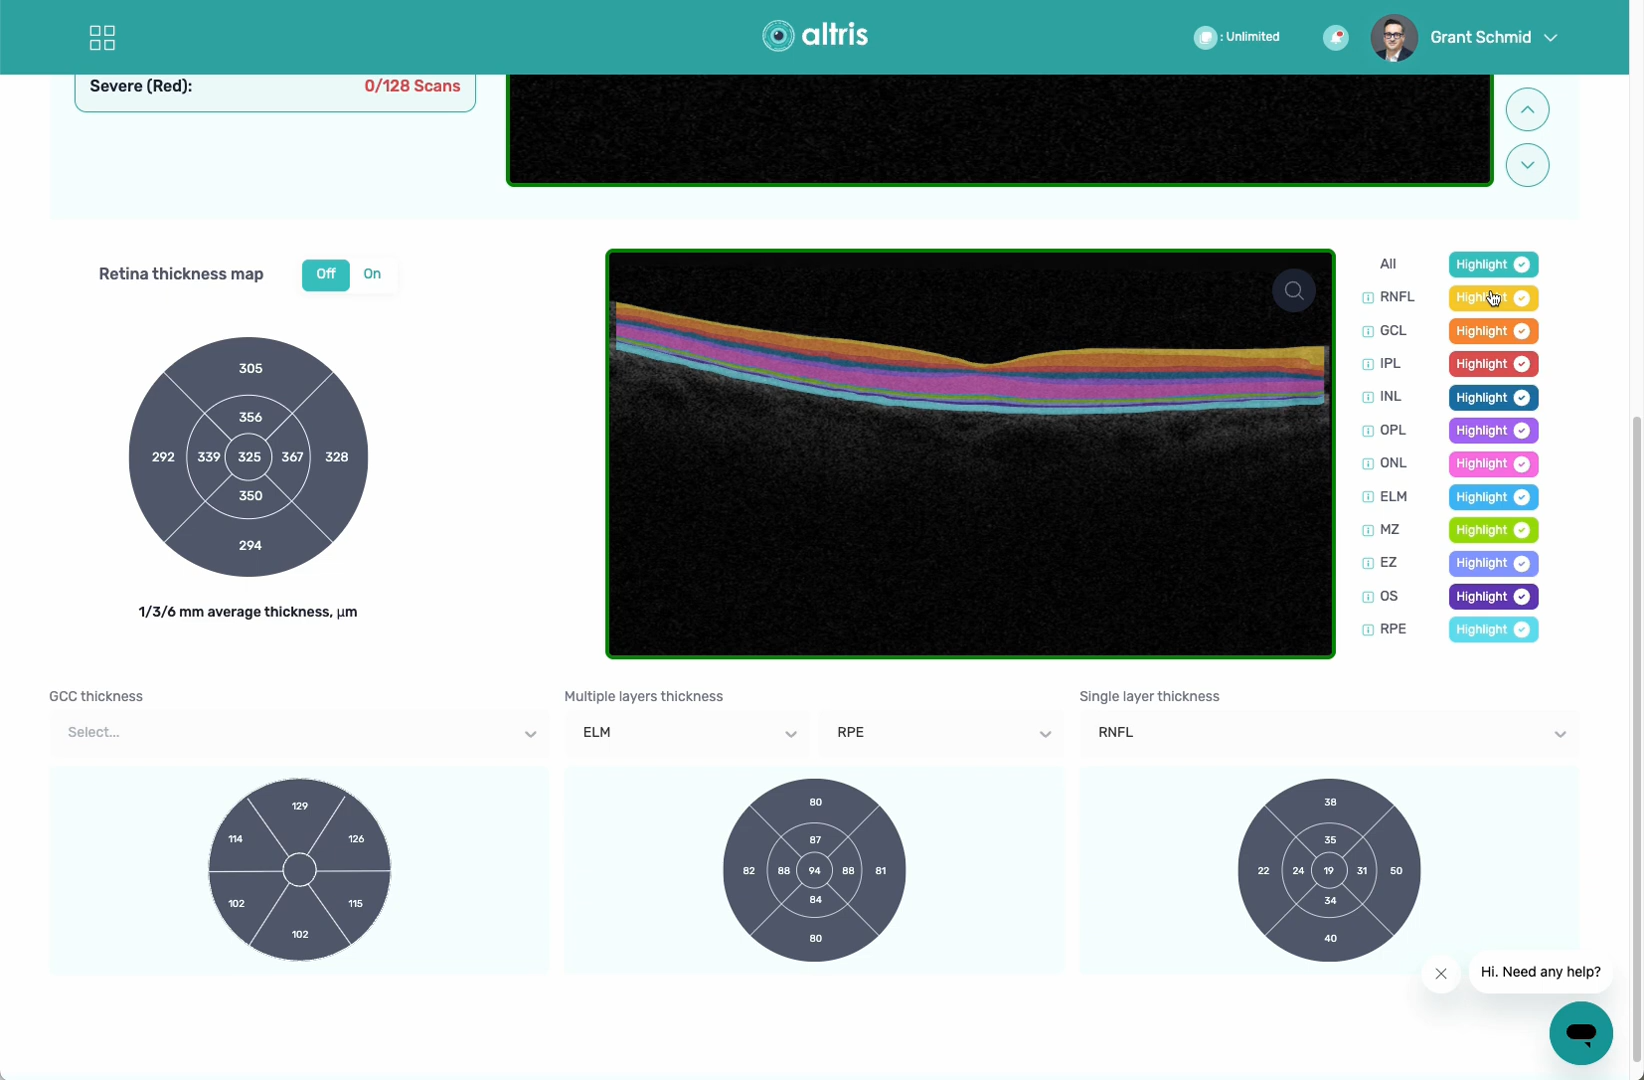 altris
: Unlimited
Grant Schmid
Severe (Red):
0/128 Scans
Retina thickness map
Off
On
305
356
292
339
325
367
328
350
294
1/3/6 mm average thickness, μm
All
Highlight
RNFL
Highlight
GCL
Highlight
IPL
Highlight
INL
Highlight
OPL
Highlight
ONL
Highlight
ELM
Highlight
MZ
Highlight
EZ
Highlight
OS
Highlight
RPE
Highlight
GCC thickness
Select...
129
114
126
102
115
102
Multiple layers thickness
ELM
RPE
80
87
82
88
94
88
81
84
80
Single layer thickness
RNFL
38
35
22
24
19
31
50
34
40
Hi. Need any help?